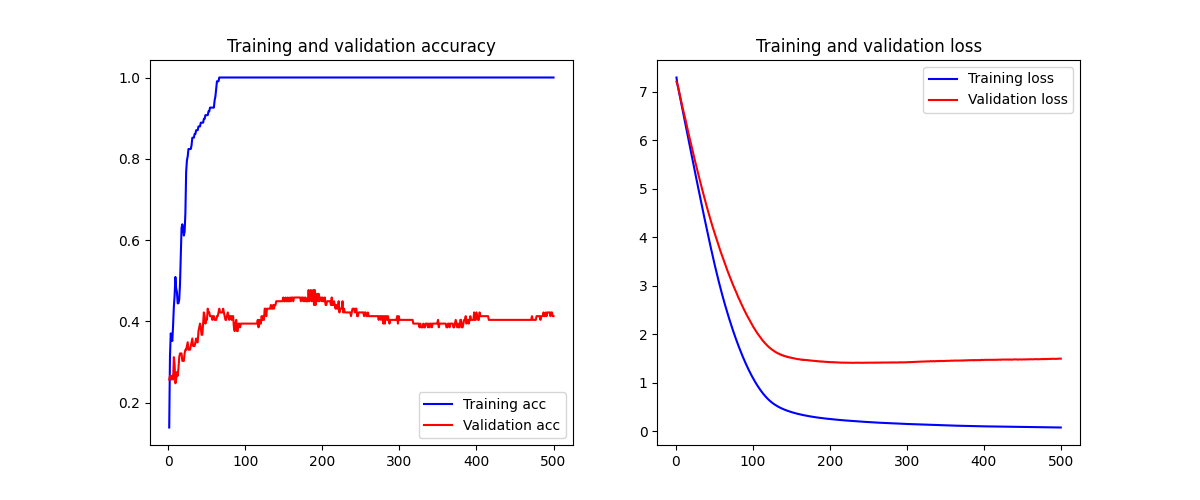 Training and validation accuracy
1.0
0.8
0.6
0.4
0.2
0 100 200 300 400 500
Training acc
Validation acc
Training and validation loss
7
6
5
4
3
2
1
0
0 100 200 300 400 500
Training loss
Validation loss